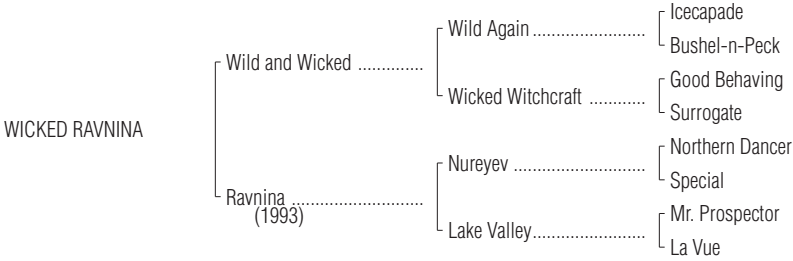 Icecapade
Wild Again ........................
Bushel-n-Peck
Wild and Wicked ..............
Good Behaving
Wicked Witchcraft ............
Surrogate
WICKED RAVNINA
Northern Dancer
Nureyev ............................
Special
Ravnina ............................
(1993)
Mr. Prospector
Lake Valley........................
La Vue